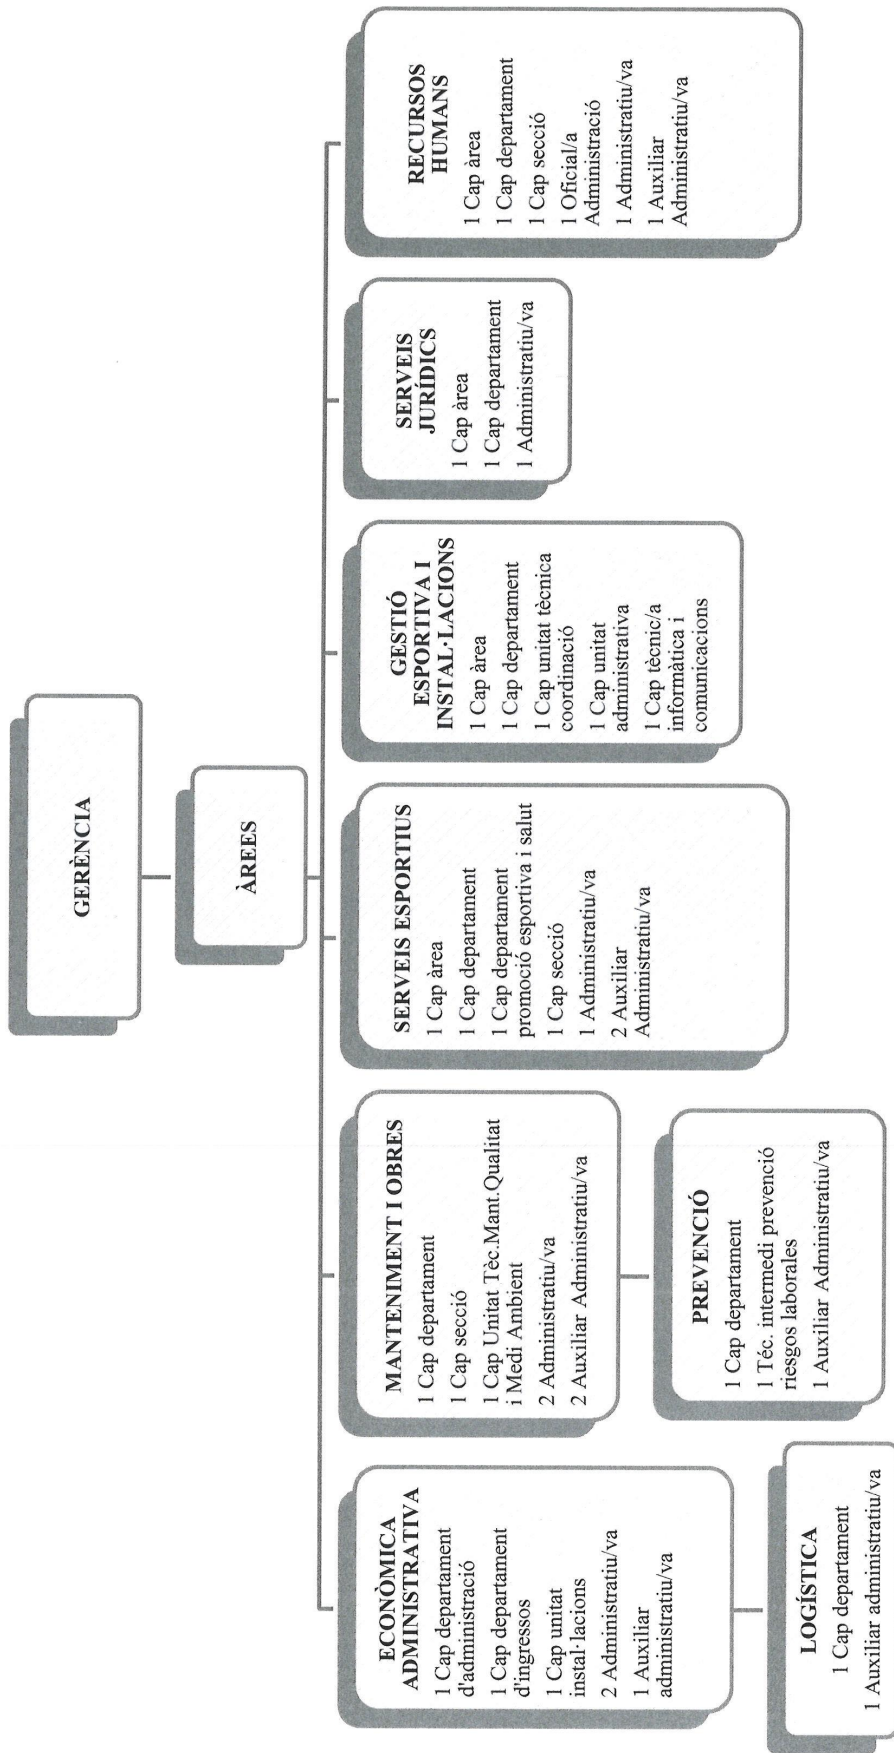 GERÈNCIA
ÀREES
ECONÒMICA
ADMINISTRATIVA
1 Cap departament
d'administració
1 Cap departament
d'ingressos
1 Cap unitat
instal·lacions
2 Administratiu/va
1 Auxiliar
administratiu/va
LOGÍSTICA
1 Cap departament
1 Auxiliar administratiu/va
MANTENIMENT I OBRES
1 Cap departament
1 Cap secció
1 Cap Unitat Tèc.Mant.Qualitat
i Medi Ambient
2 Administratiu/va
2 Auxiliar Administratiu/va
PREVENCIÓ
1 Cap departament
1 Téc. intermedi prevenció
riesgos laborales
1 Auxiliar Administratiu/va
SERVEIS ESPORTIUS
1 Cap àrea
1 Cap departament
1 Cap departament
promoció esportiva i salut
1 Cap secció
1 Administratiu/va
2 Auxiliar
Administratiu/va
GESTIÓ
ESPORTIVA I
INSTAL·LACIONS
1 Cap àrea
1 Cap departament
1 Cap unitat tècnica
coordinació
1 Cap unitat
administrativa
1 Cap tècnic/a
informàtica i
comunicacions
SERVEIS
JURÍDICS
1 Cap àrea
1 Cap departament
1 Administratiu/va
RECURSOS
HUMANS
1 Cap àrea
1 Cap departament
1 Cap secció
1 Oficial/a
Administració
1 Administratiu/va
1 Auxiliar
Administratiu/va